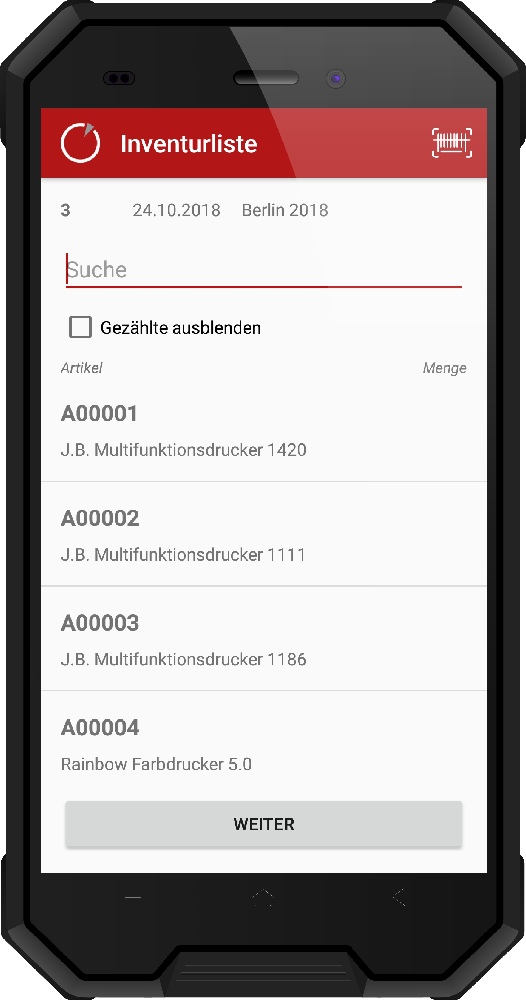 Inventurliste
3 24.10.2018 Berlin 2018
Suche
Gezählte ausblenden
Artikel Menge
A00001
J.B. Multifunktionsdrucker 1420
A00002
J.B. Multifunktionsdrucker 1111
A00003
J.B. Multifunktionsdrucker 1186
A00004
Rainbow Farbdrucker 5.0
WEITER